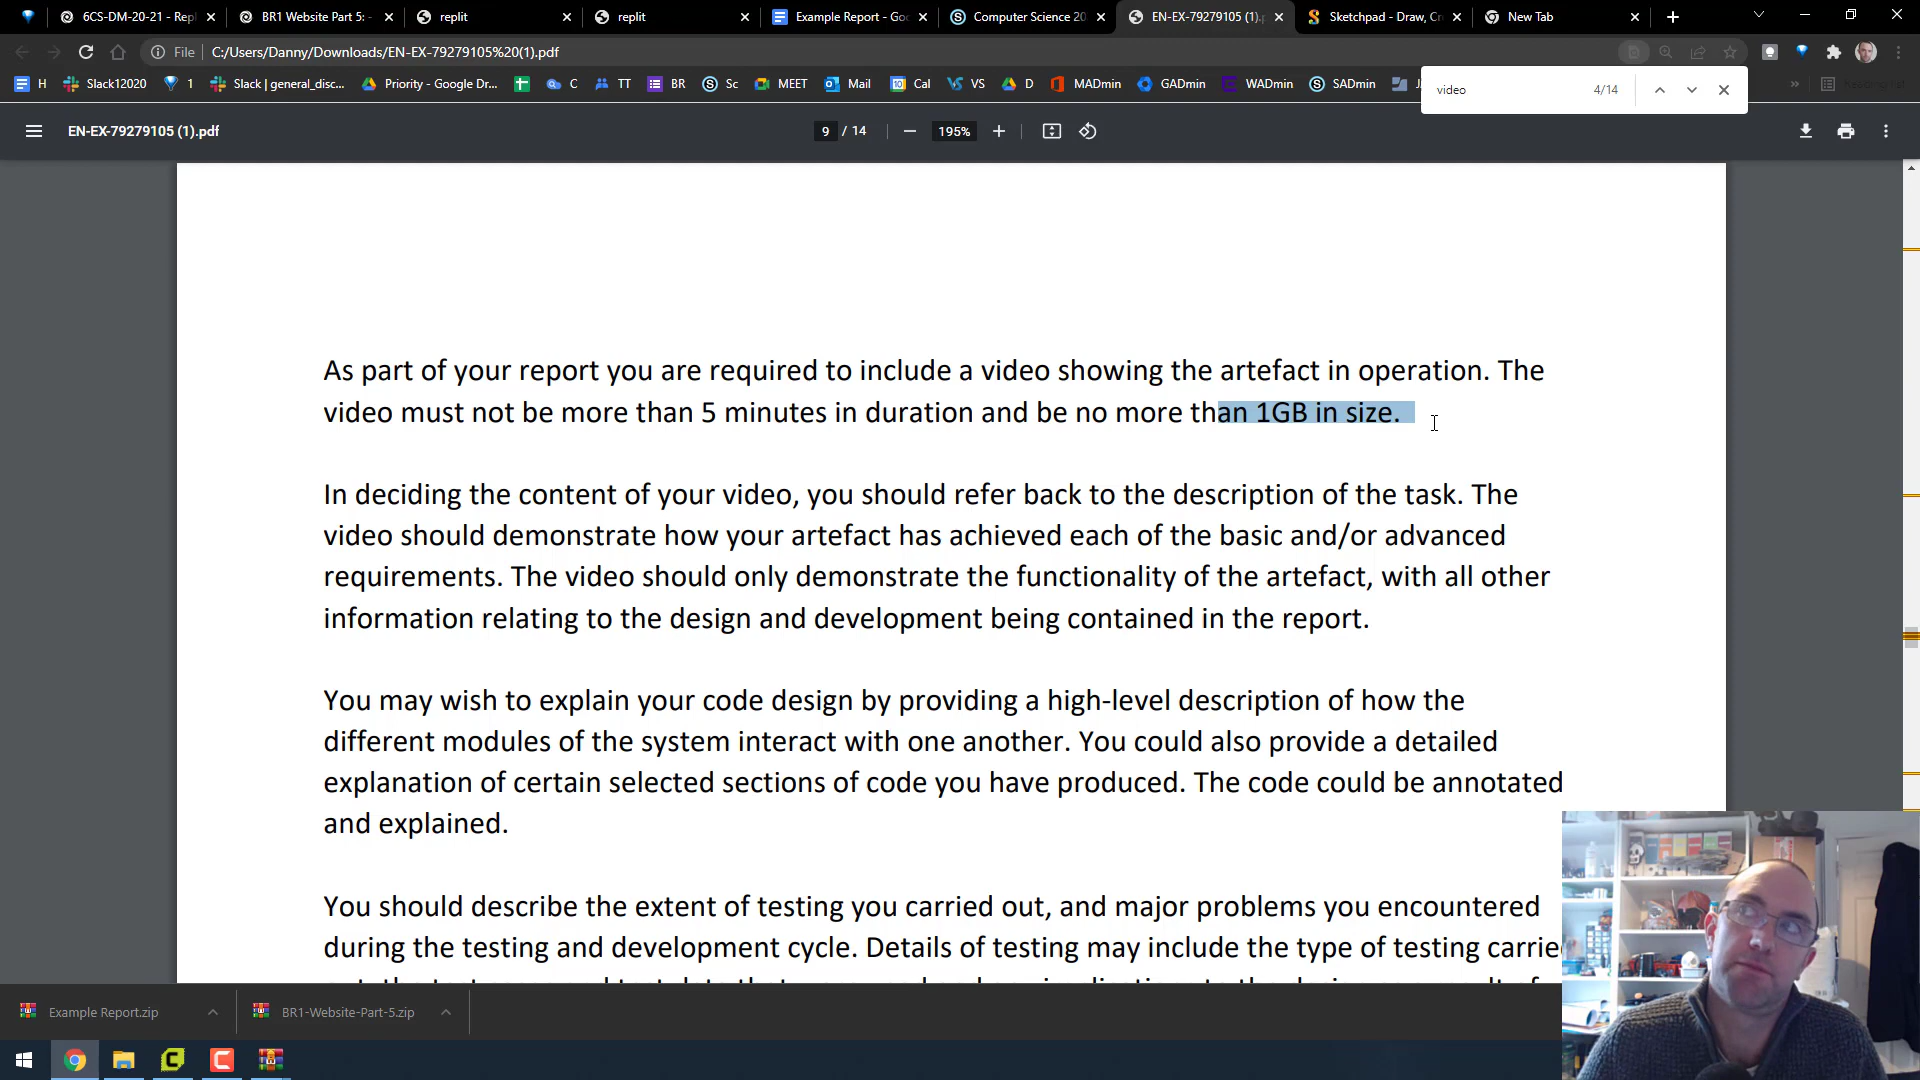 6CS-DM-20-21 - Repl
BR1 Website Part 5: -
replit
replit
Example Report - Goo
Computer Science 20
EN-EX-79279105 (1).p
Sketchpad - Draw, Cr
New Tab
File C:/Users/Danny/Downloads/EN-EX-79279105%20(1).pdf
H Slack12020 1 Slack | general_disc... Priority - Google Dr... C TT BR Sc MEET Mail Cal VS D MAdmin GAdmin WAdmin SAdmin
Reading list
video 4/14
EN-EX-79279105 (1).pdf
9 / 14
195%
As part of your report you are required to include a video showing the artefact in operation. The
video must not be more than 5 minutes in duration and be no more than 1GB in size.
In deciding the content of your video, you should refer back to the description of the task. The
video should demonstrate how your artefact has achieved each of the basic and/or advanced
requirements. The video should only demonstrate the functionality of the artefact, with all other
information relating to the design and development being contained in the report.
You may wish to explain your code design by providing a high-level description of how the
different modules of the system interact with one another. You could also provide a detailed
explanation of certain selected sections of code you have produced. The code could be annotated
and explained.
You should describe the extent of testing you carried out, and major problems you encountered
during the testing and development cycle. Details of testing may include the type of testing carrie
Example Report.zip
BR1-Website-Part-5.zip